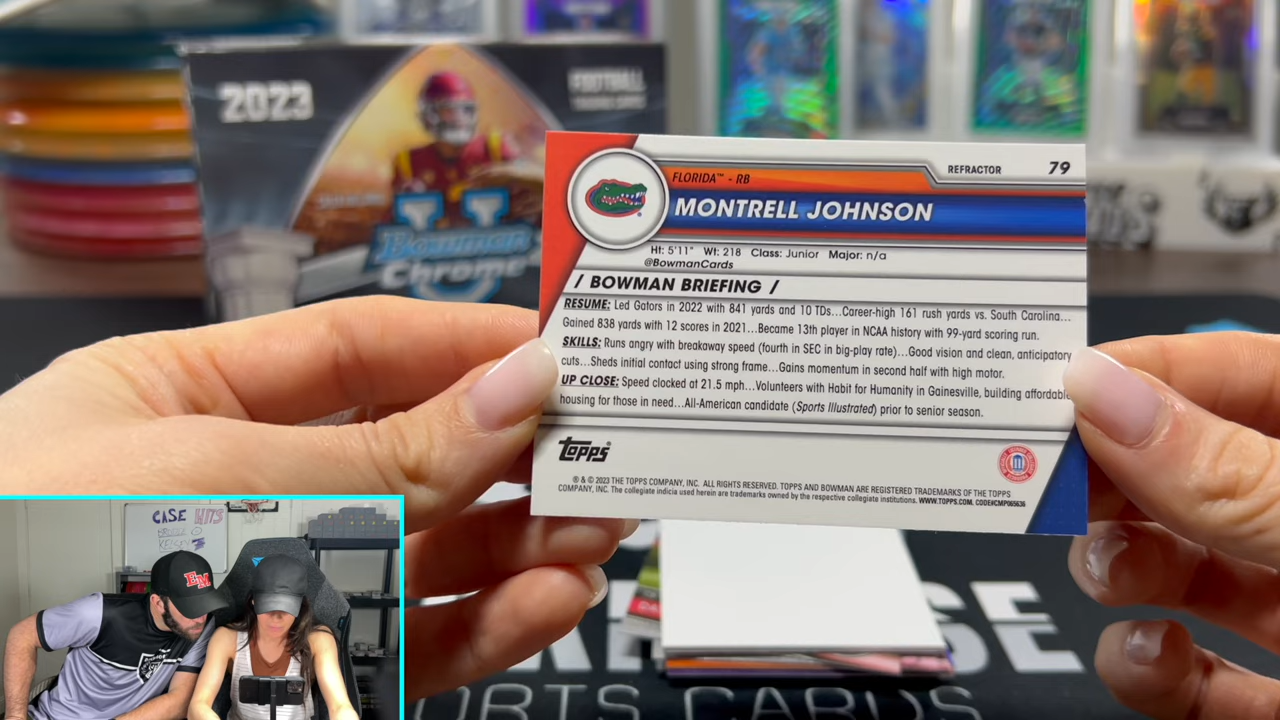 2023
FOOTBALL
U
Bowman
Chrome
REFRACTOR 79
FLORIDA™ - RB
MONTRELL JOHNSON
Ht: 5'11" Wt: 218 Class: Junior Major: n/a
@BowmanCards
/ BOWMAN BRIEFING /
RESUME: Led Gators in 2022 with 841 yards and 10 TDs...Career-high 161 rush yards vs. South Carolina...
Gained 838 yards with 12 scores in 2021...Became 13th player in NCAA history with 99-yard scoring run.
SKILLS: Runs angry with breakaway speed (fourth in SEC in big-play rate)...Good vision and clean, anticipatory
cuts...Sheds initial contact using strong frame...Gains momentum in second half with high motor.
UP CLOSE: Speed clocked at 21.5 mph...Volunteers with Habit for Humanity in Gainesville, building affordable
housing for those in need...All-American candidate (Sports Illustrated) prior to senior season.
TOPPS®
® & © 2023 THE TOPPS COMPANY, INC. ALL RIGHTS RESERVED. TOPPS AND BOWMAN ARE REGISTERED TRADEMARKS OF THE TOPPS
COMPANY, INC. The collegiate indicia used herein are trademarks owned by the respective collegiate institutions. WWW.TOPPS.COM. CODE#CMP065636
CASE HITS
EM
SE
ORTS CARDS